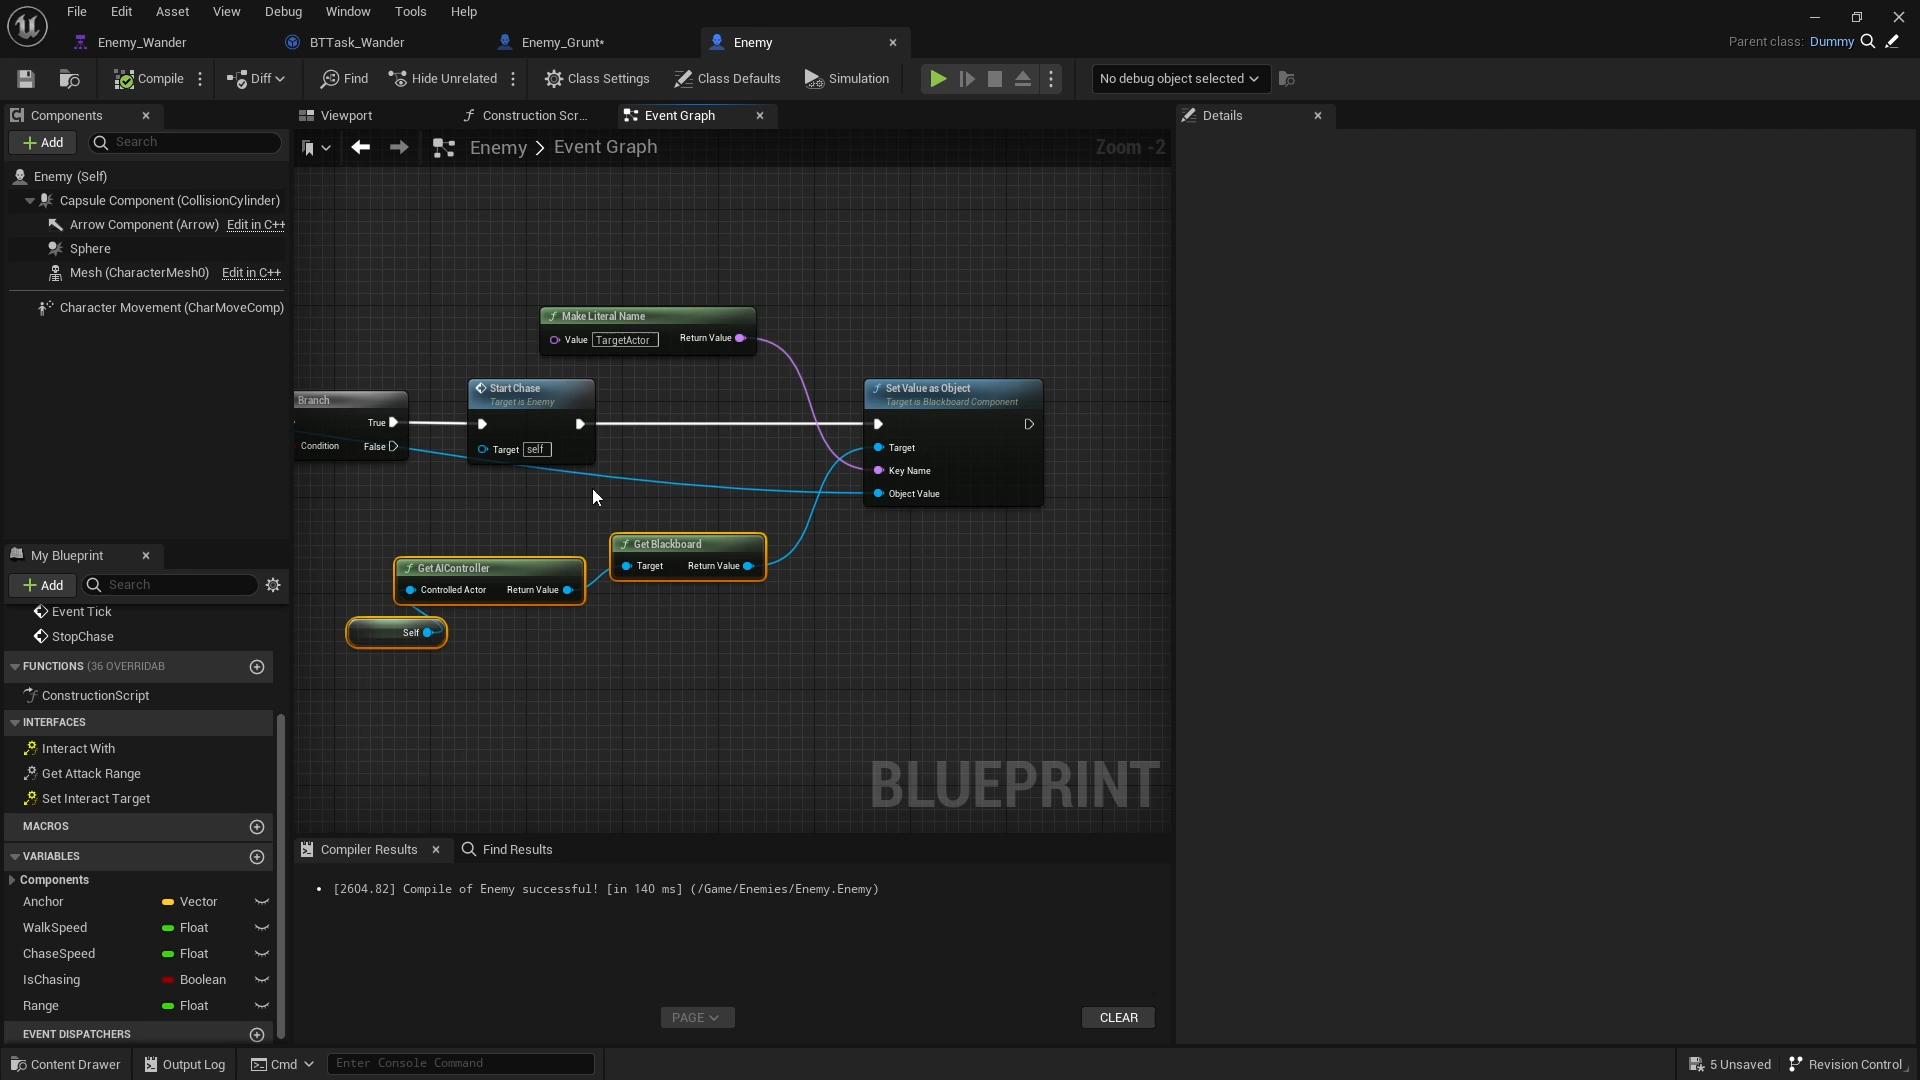 File Edit Asset View Debug Window Tools Help
Enemy_Wander
BTTask_Wander
Enemy_Grunt*
Enemy
Parent class: Dummy
Compile
Diff
Find
Hide Unrelated
Class Settings
Class Defaults
Simulation
No debug object selected
Components
Viewport
Construction Scr...
Event Graph
Details
Add
Search
Enemy > Event Graph
Zoom -2
Enemy (Self)
Capsule Component (CollisionCylinder)
Arrow Component (Arrow) Edit in C++
Sphere
Mesh (CharacterMesh0) Edit in C++
Character Movement (CharMoveComp)
Make Literal Name
Value TargetActor Return Value
Branch
True
Condition False
Start Chase
Target is Enemy
Target self
Set Value as Object
Target is Blackboard Component
Target
Key Name
Object Value
Get Blackboard
Target Return Value
Get AIController
Controlled Actor Return Value
Self
BLUEPRINT
My Blueprint
Add
Search
Event Tick
StopChase
FUNCTIONS (36 OVERRIDAB
ConstructionScript
INTERFACES
Interact With
Get Attack Range
Set Interact Target
MACROS
VARIABLES
Components
Anchor Vector
WalkSpeed Float
ChaseSpeed Float
IsChasing Boolean
Range Float
EVENT DISPATCHERS
Compiler Results
Find Results
[2604.82] Compile of Enemy successful! [in 140 ms] (/Game/Enemies/Enemy.Enemy)
PAGE
CLEAR
Content Drawer
Output Log
Cmd
Enter Console Command
5 Unsaved
Revision Control